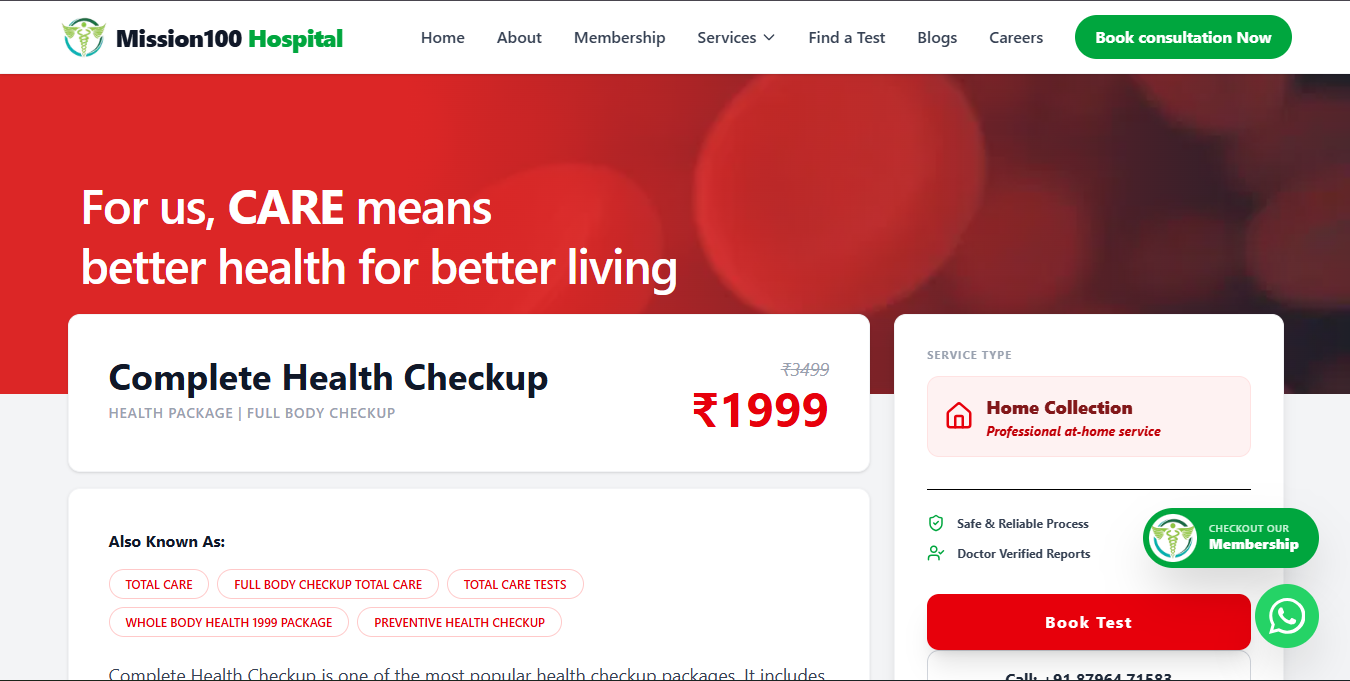 Mission100 Hospital
Home About Membership Services Find a Test Blogs Careers Book consultation Now
For us, CARE means
better health for better living
Complete Health Checkup
HEALTH PACKAGE | FULL BODY CHECKUP
₹3499
₹1999
Also Known As:
TOTAL CARE FULL BODY CHECKUP TOTAL CARE TOTAL CARE TESTS
WHOLE BODY HEALTH 1999 PACKAGE PREVENTIVE HEALTH CHECKUP
Complete Health Checkup is one of the most popular health checkup packages. It includes
SERVICE TYPE
Home Collection
Professional at-home service
Safe & Reliable Process
Doctor Verified Reports
Book Test
Call: +91 87964 71583
CHECKOUT OUR
Membership